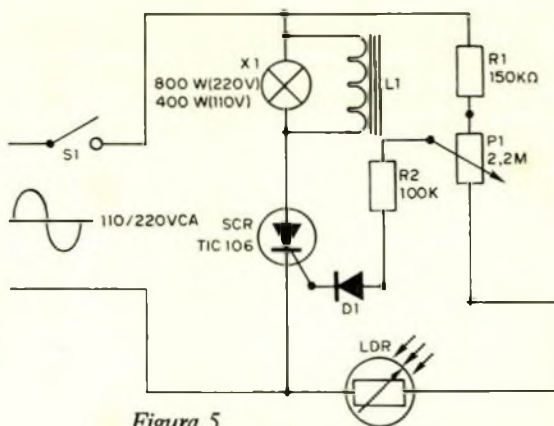 X1
800 W(220V)
400 W(110V)
L1
R1
150KΩ
S1
P1
2,2M
R2
100K
110/220VCA
SCR
TIC 106
D1
LDR
Figura 5